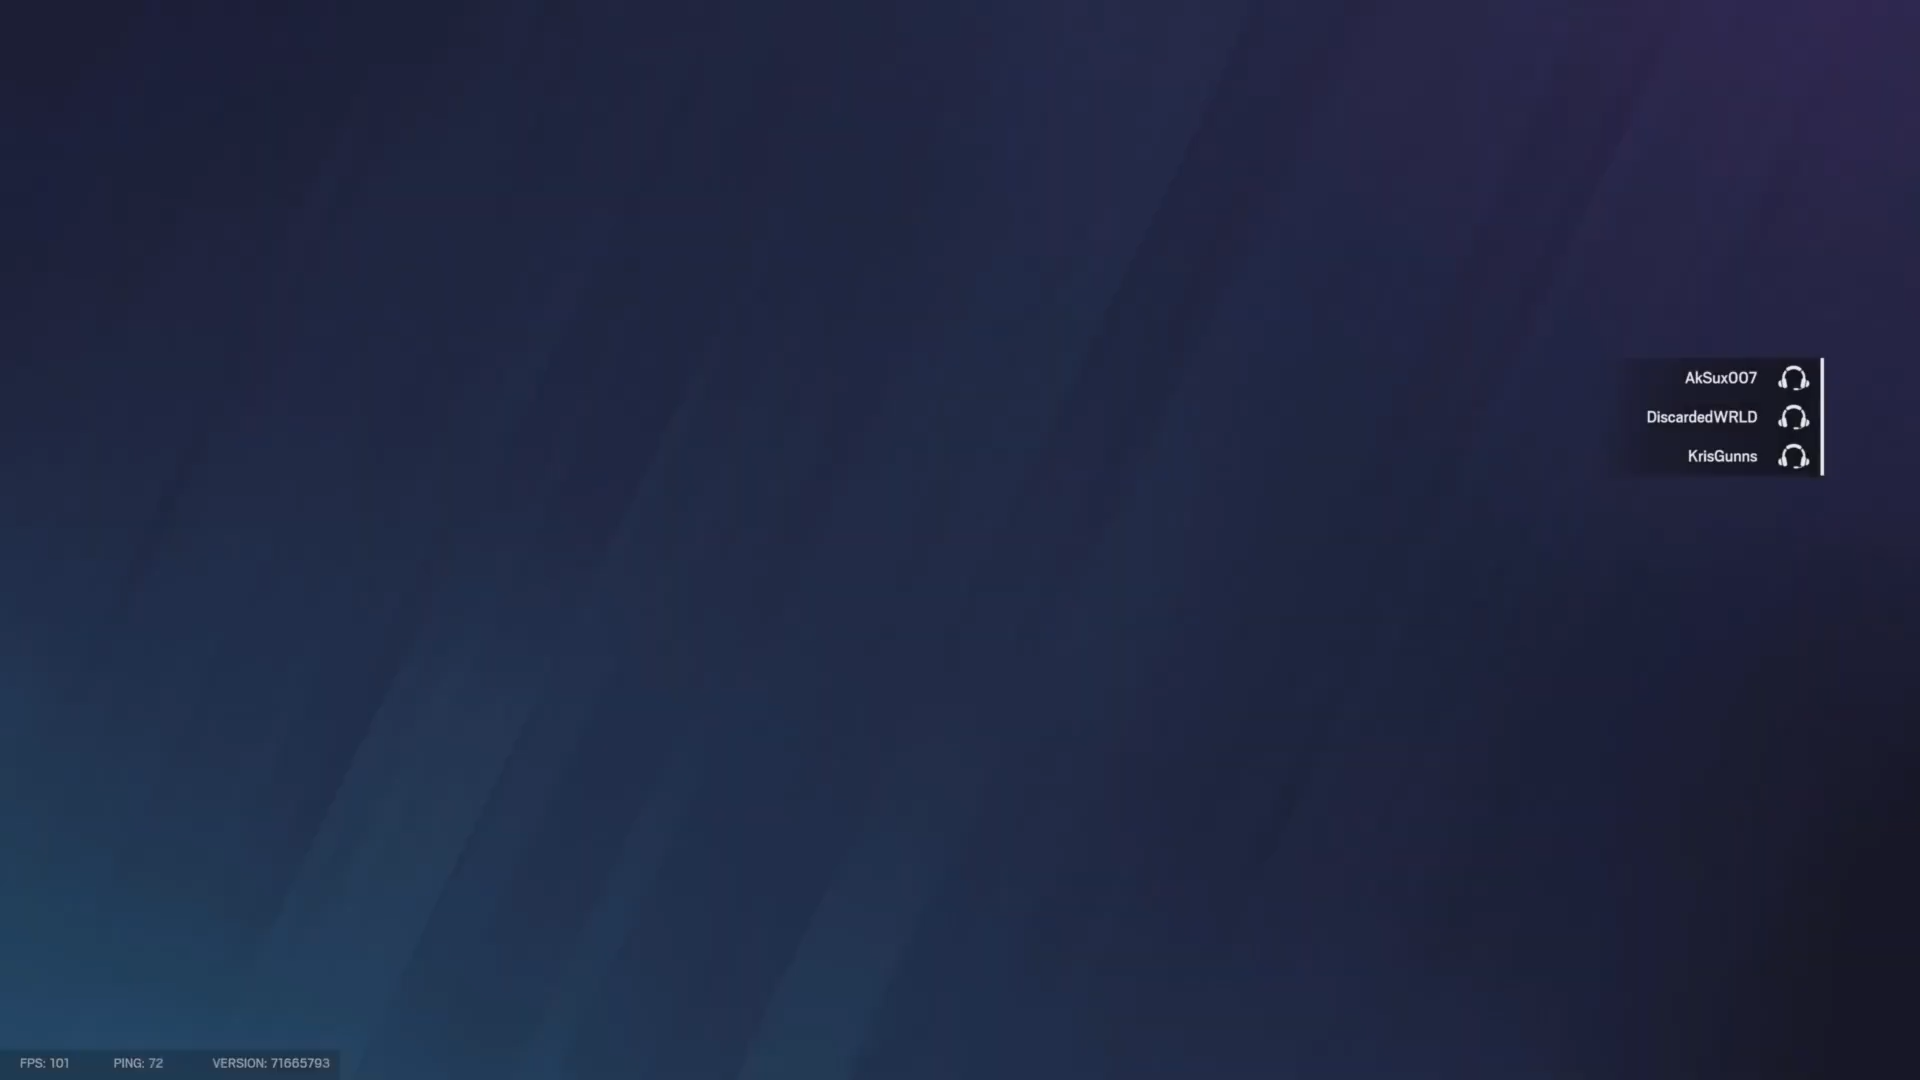 AkSux007
DiscardedWRLD
KrisGunns
FPS: 101 PING: 72 VERSION: 71665793